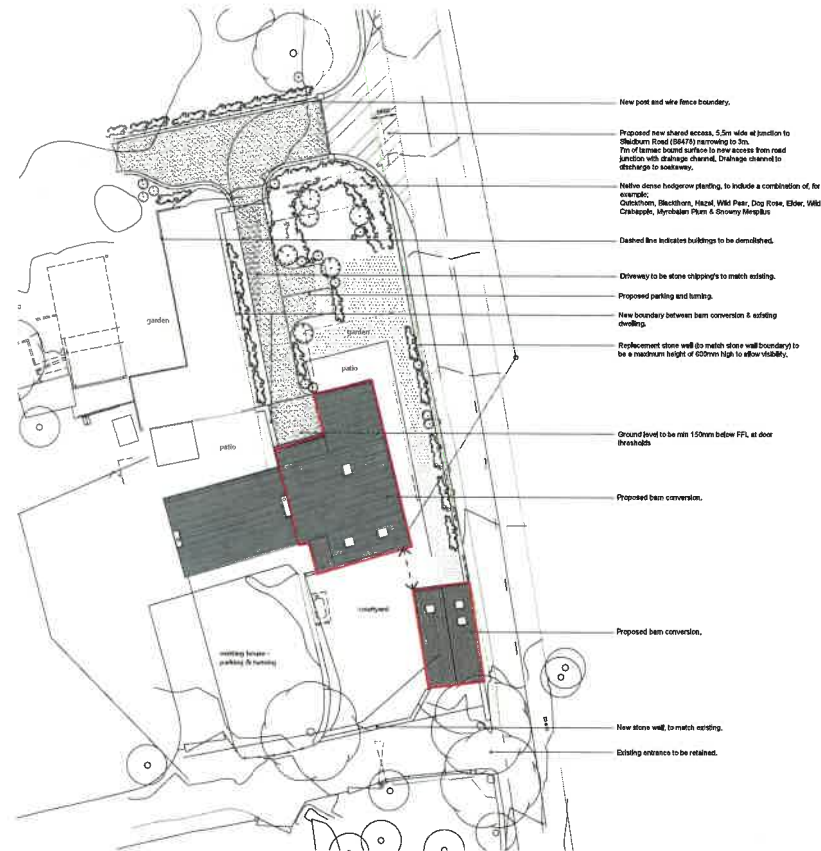 New post and wire fence boundary.
Proposed new shared access, 5.5m wide at junction to
Slaidburn Road (B6478) narrowing to 3m.
7m of tarmac bound surface to new access from road
junction with drainage channel. Drainage channel to
discharge to soakaway.
Native dense hedgerow planting, to include a combination of, for
example;
Quickthorn, Blackthorn, Hazel, Wild Pear, Dog Rose, Elder, Wild
Crabapple, Myrobalan Plum & Snowny Mespilus
Dashed line indicates buildings to be demolished.
Driveway to be stone chipping's to match existing.
Proposed parking and turning.
garden
New boundary between barn conversion & existing
dwelling.
garden
Replacement stone wall (to match stone wall boundary) to
be a maximum height of 600mm high to allow visibility.
patio
Ground level to be min 150mm below FFL at door
thresholds
patio
Proposed barn conversion.
courtyard
Proposed barn conversion.
existing house -
parking & turning
New stone wall, to match existing.
Existing entrance to be retained.